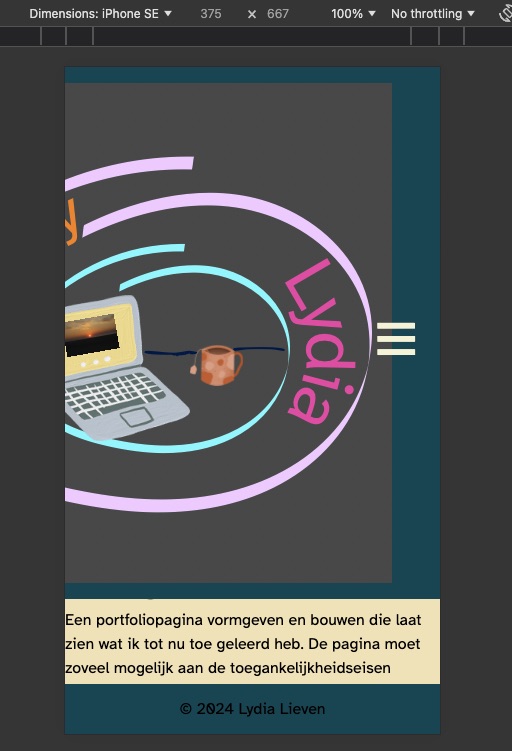 Dimensions: iPhone SE 375 × 667 100% No throttling
Lydia
y
Een portfoliopagina vormgeven en bouwen die laat
zien wat ik tot nu toe geleerd heb. De pagina moet
zoveel mogelijk aan de toegankelijkheidseisen
© 2024 Lydia Lieven